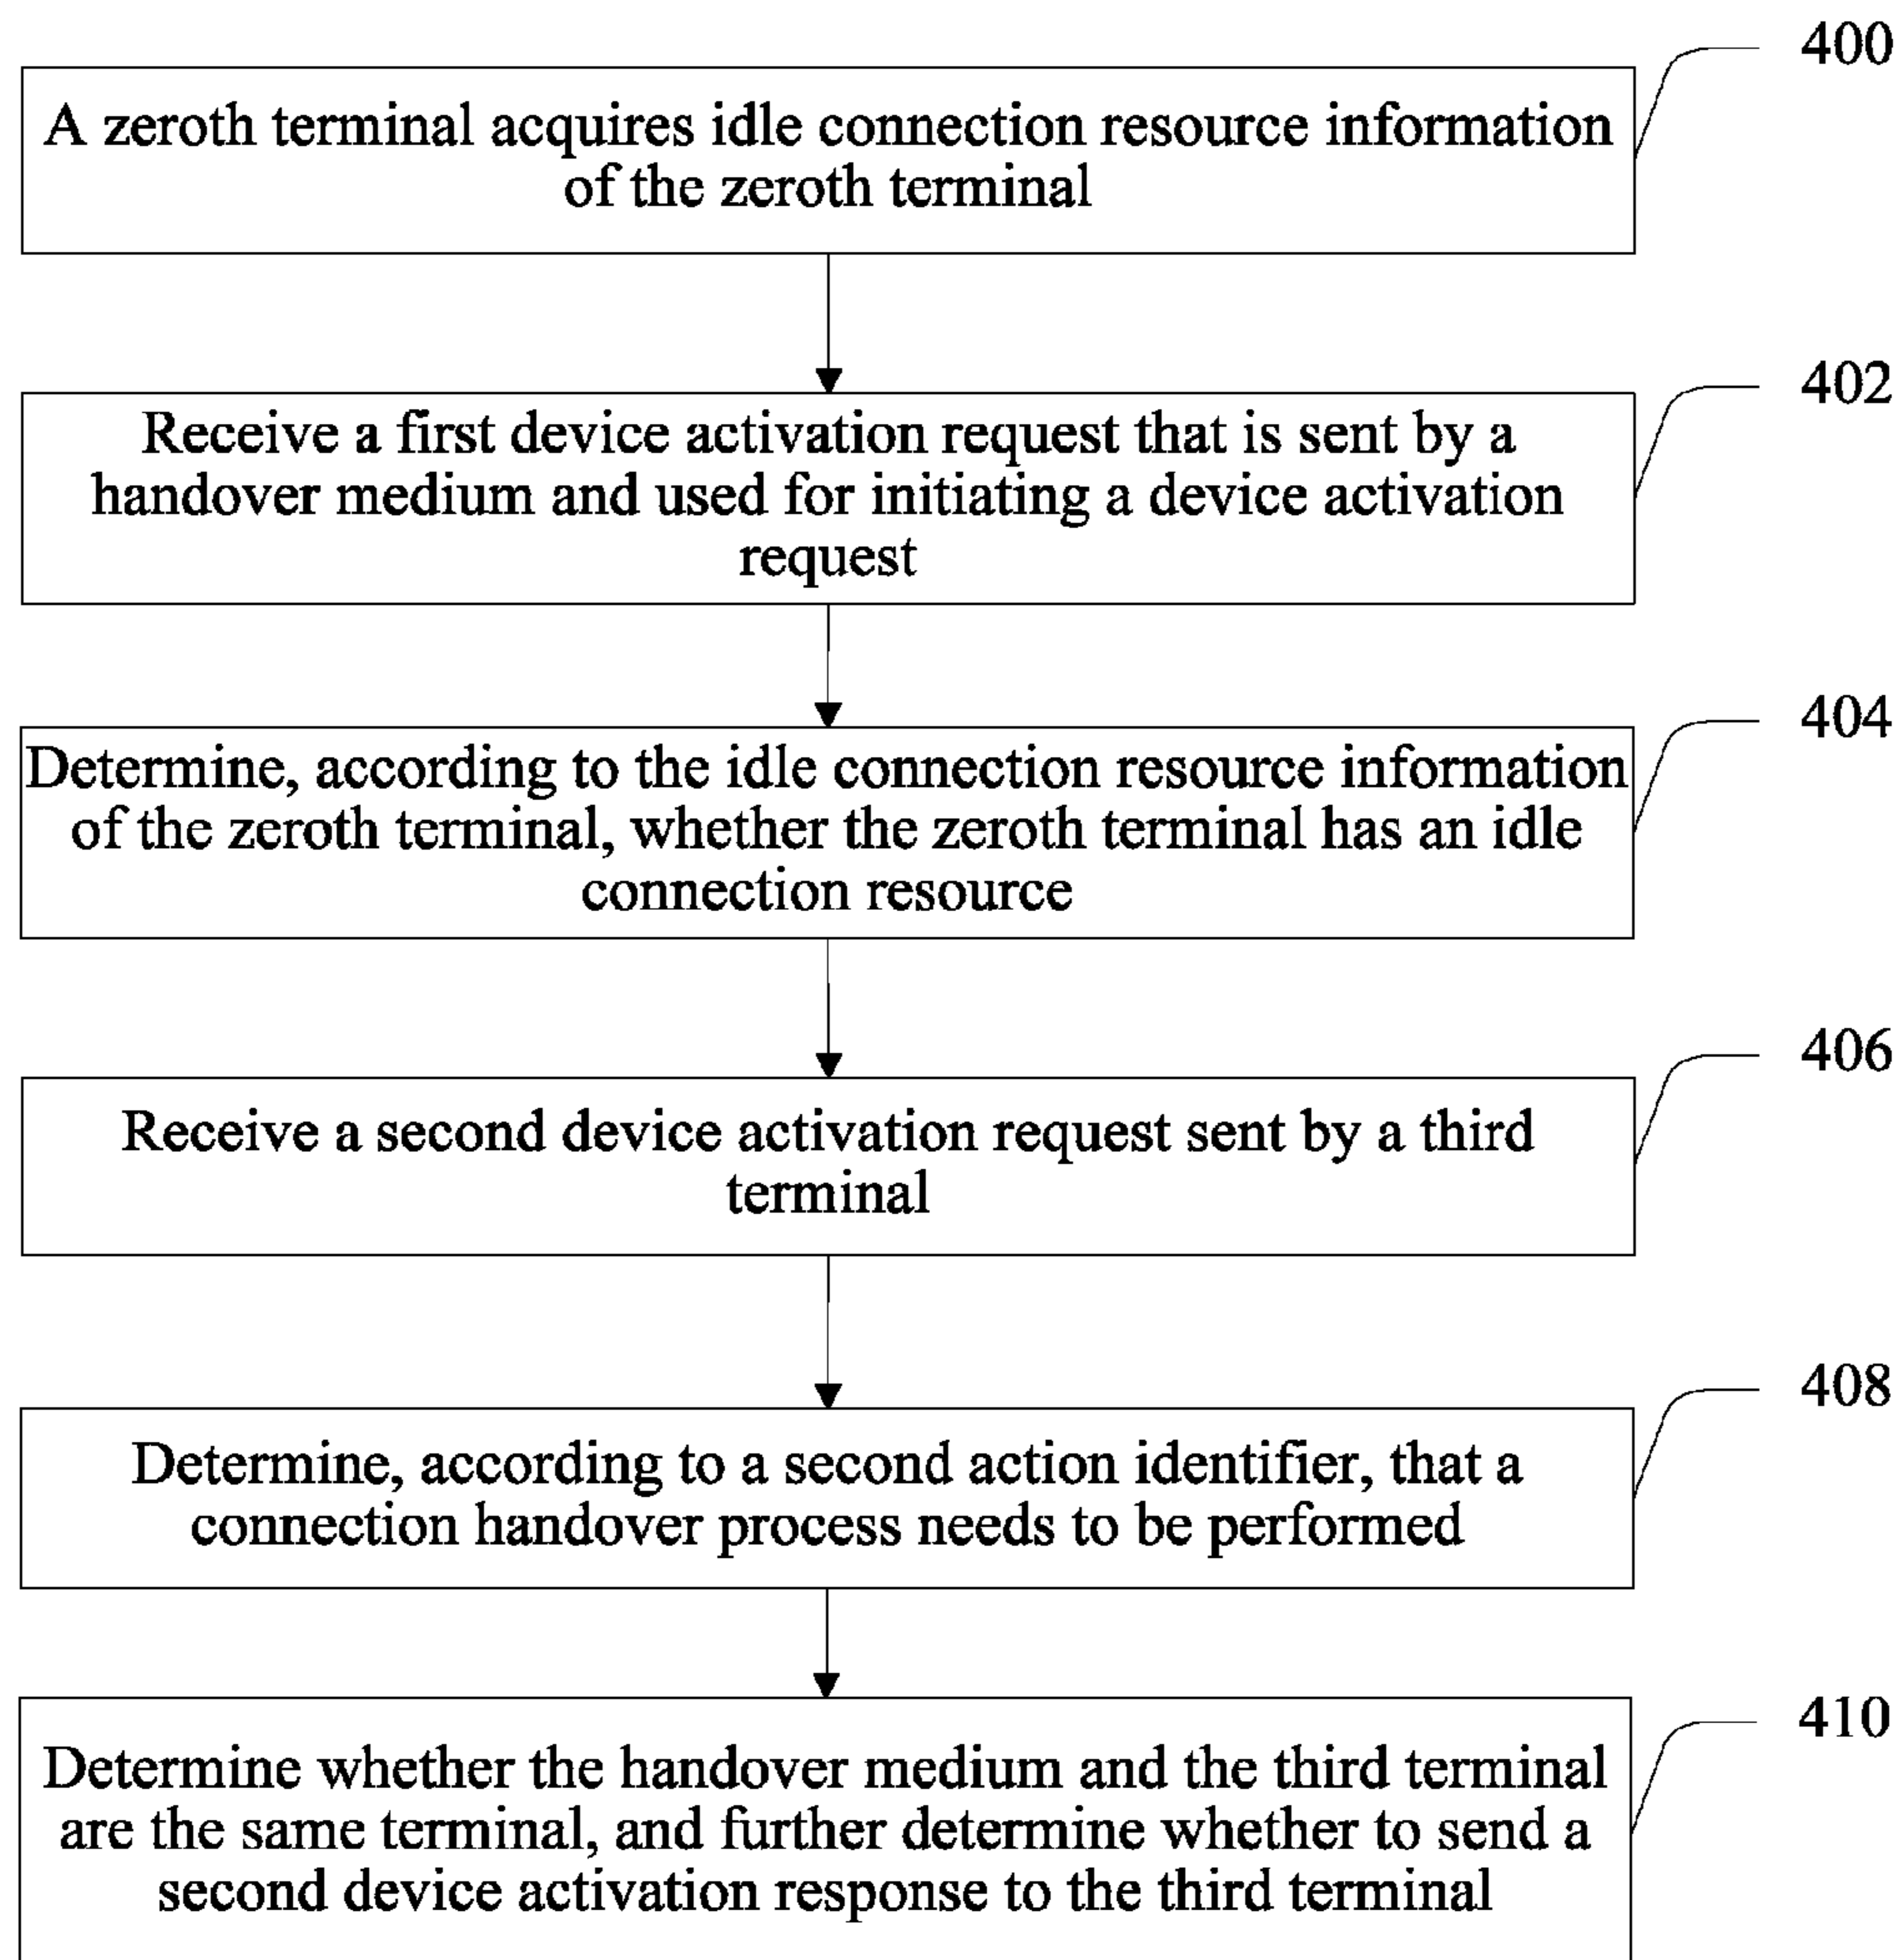 400
A zeroth terminal acquires idle connection resource information
of the zeroth terminal
402
Receive a first device activation request that is sent by a
handover medium and used for initiating a device activation
request
404
Determine, according to the idle connection resource information
of the zeroth terminal, whether the zeroth terminal has an idle
connection resource
406
Receive a second device activation request sent by a third
terminal
408
Determine, according to a second action identifier, that a
connection handover process needs to be performed
410
Determine whether the handover medium and the third terminal
are the same terminal, and further determine whether to send a
second device activation response to the third terminal